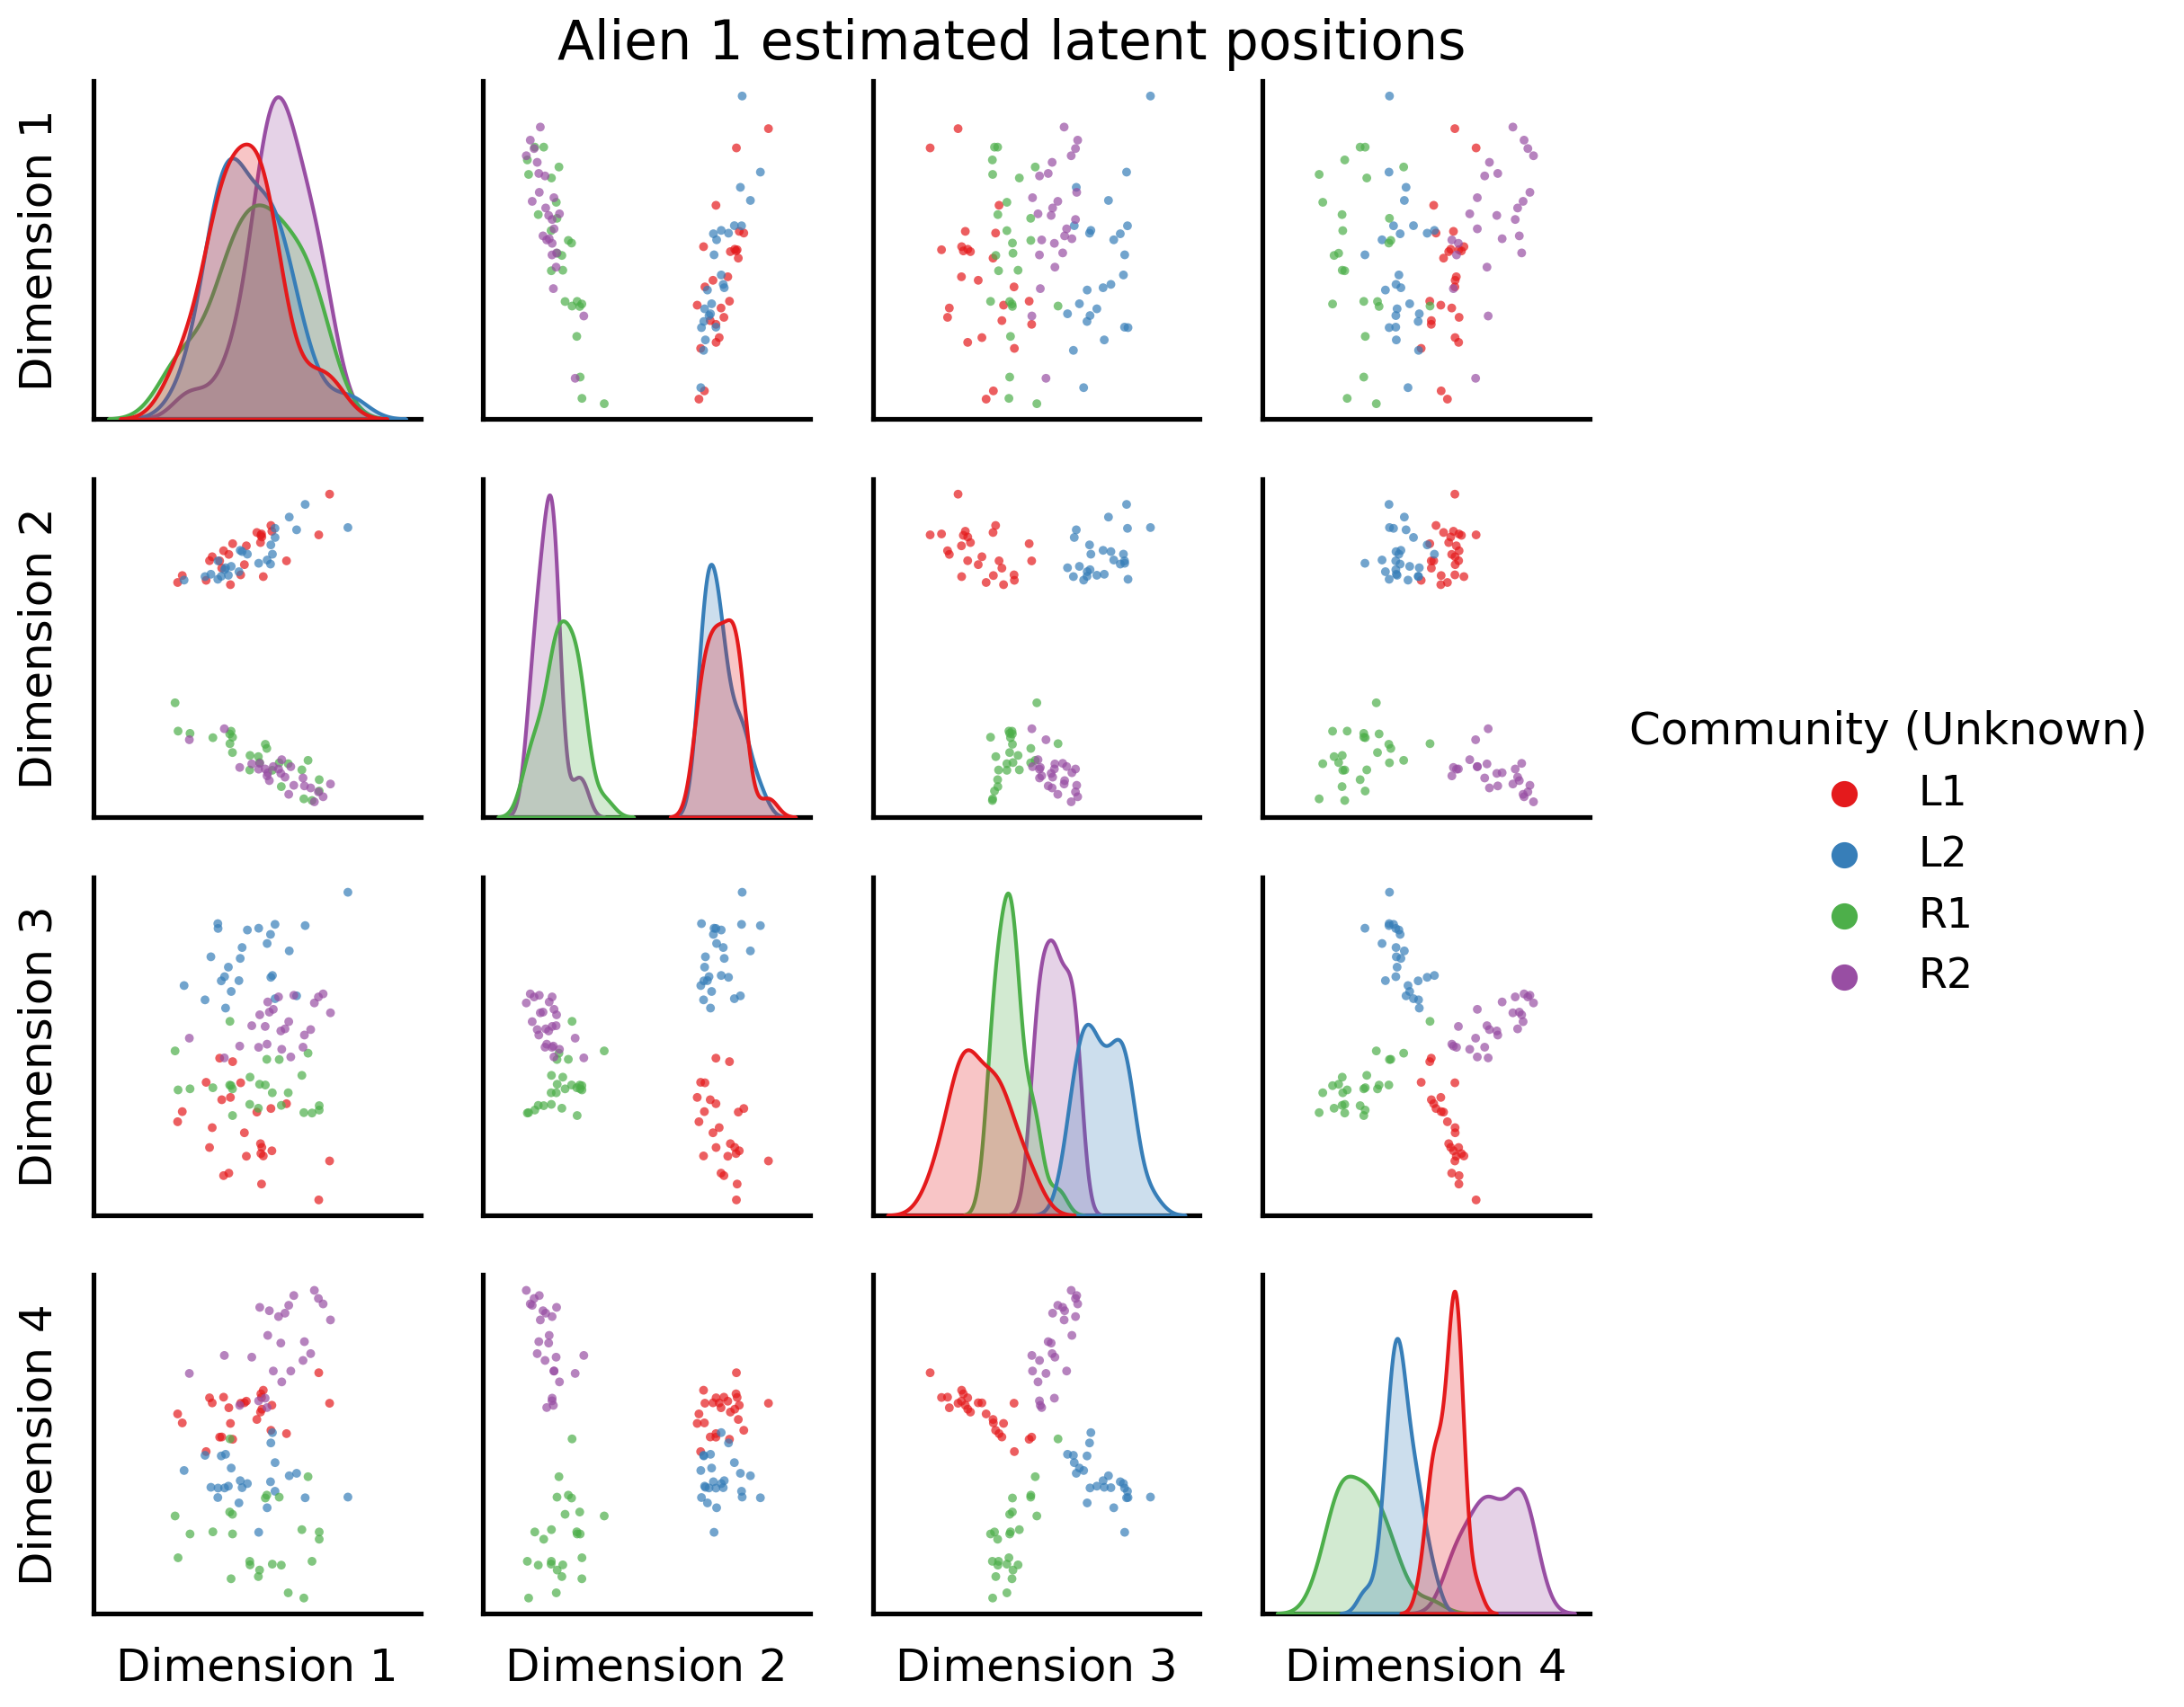 Alien 1 estimated latent positions
Dimension 1
Dimension 2
Dimension 3
Dimension 4
Community (Unknown)
L1
L2
R1
R2
Dimension 1
Dimension 2
Dimension 3
Dimension 4